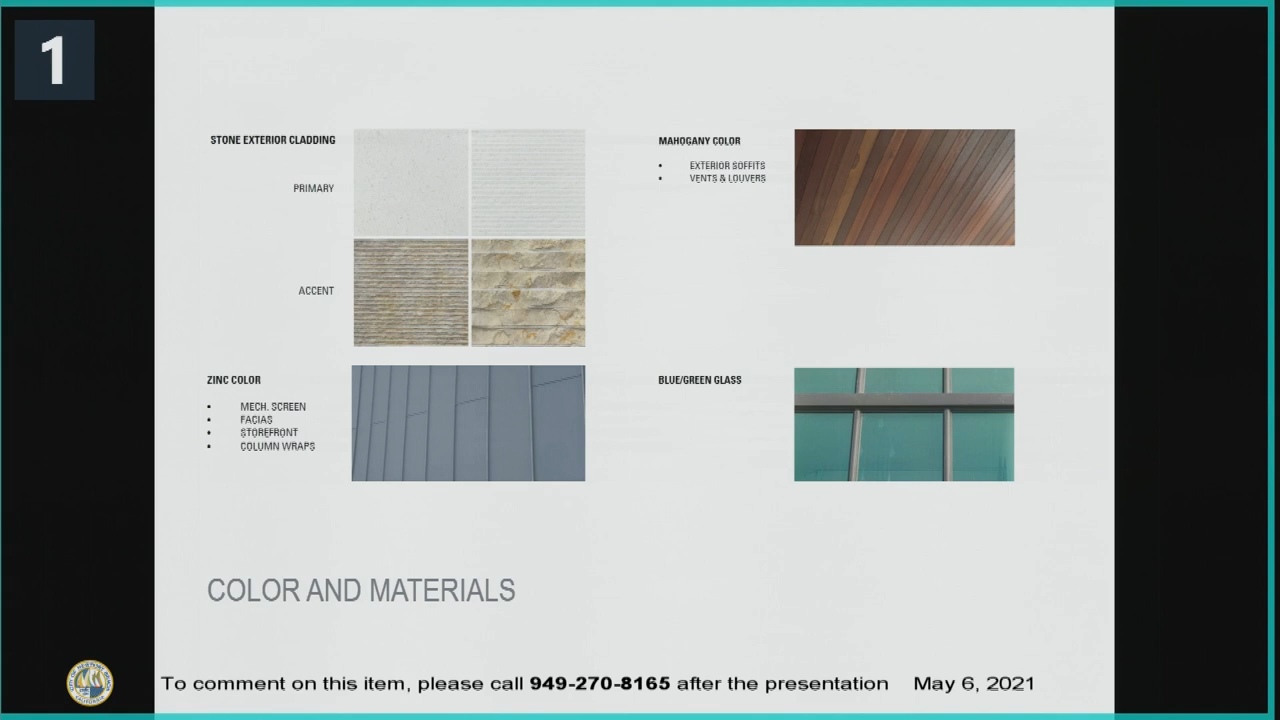 1
STONE EXTERIOR CLADDING
PRIMARY
ACCENT
MAHOGANY COLOR
• EXTERIOR SOFFITS
• VENTS & LOUVERS
ZINC COLOR
• MECH. SCREEN
• FACIAS
• STOREFRONT
• COLUMN WRAPS
BLUE/GREEN GLASS
COLOR AND MATERIALS
To comment on this item, please call 949-270-8165 after the presentation May 6, 2021